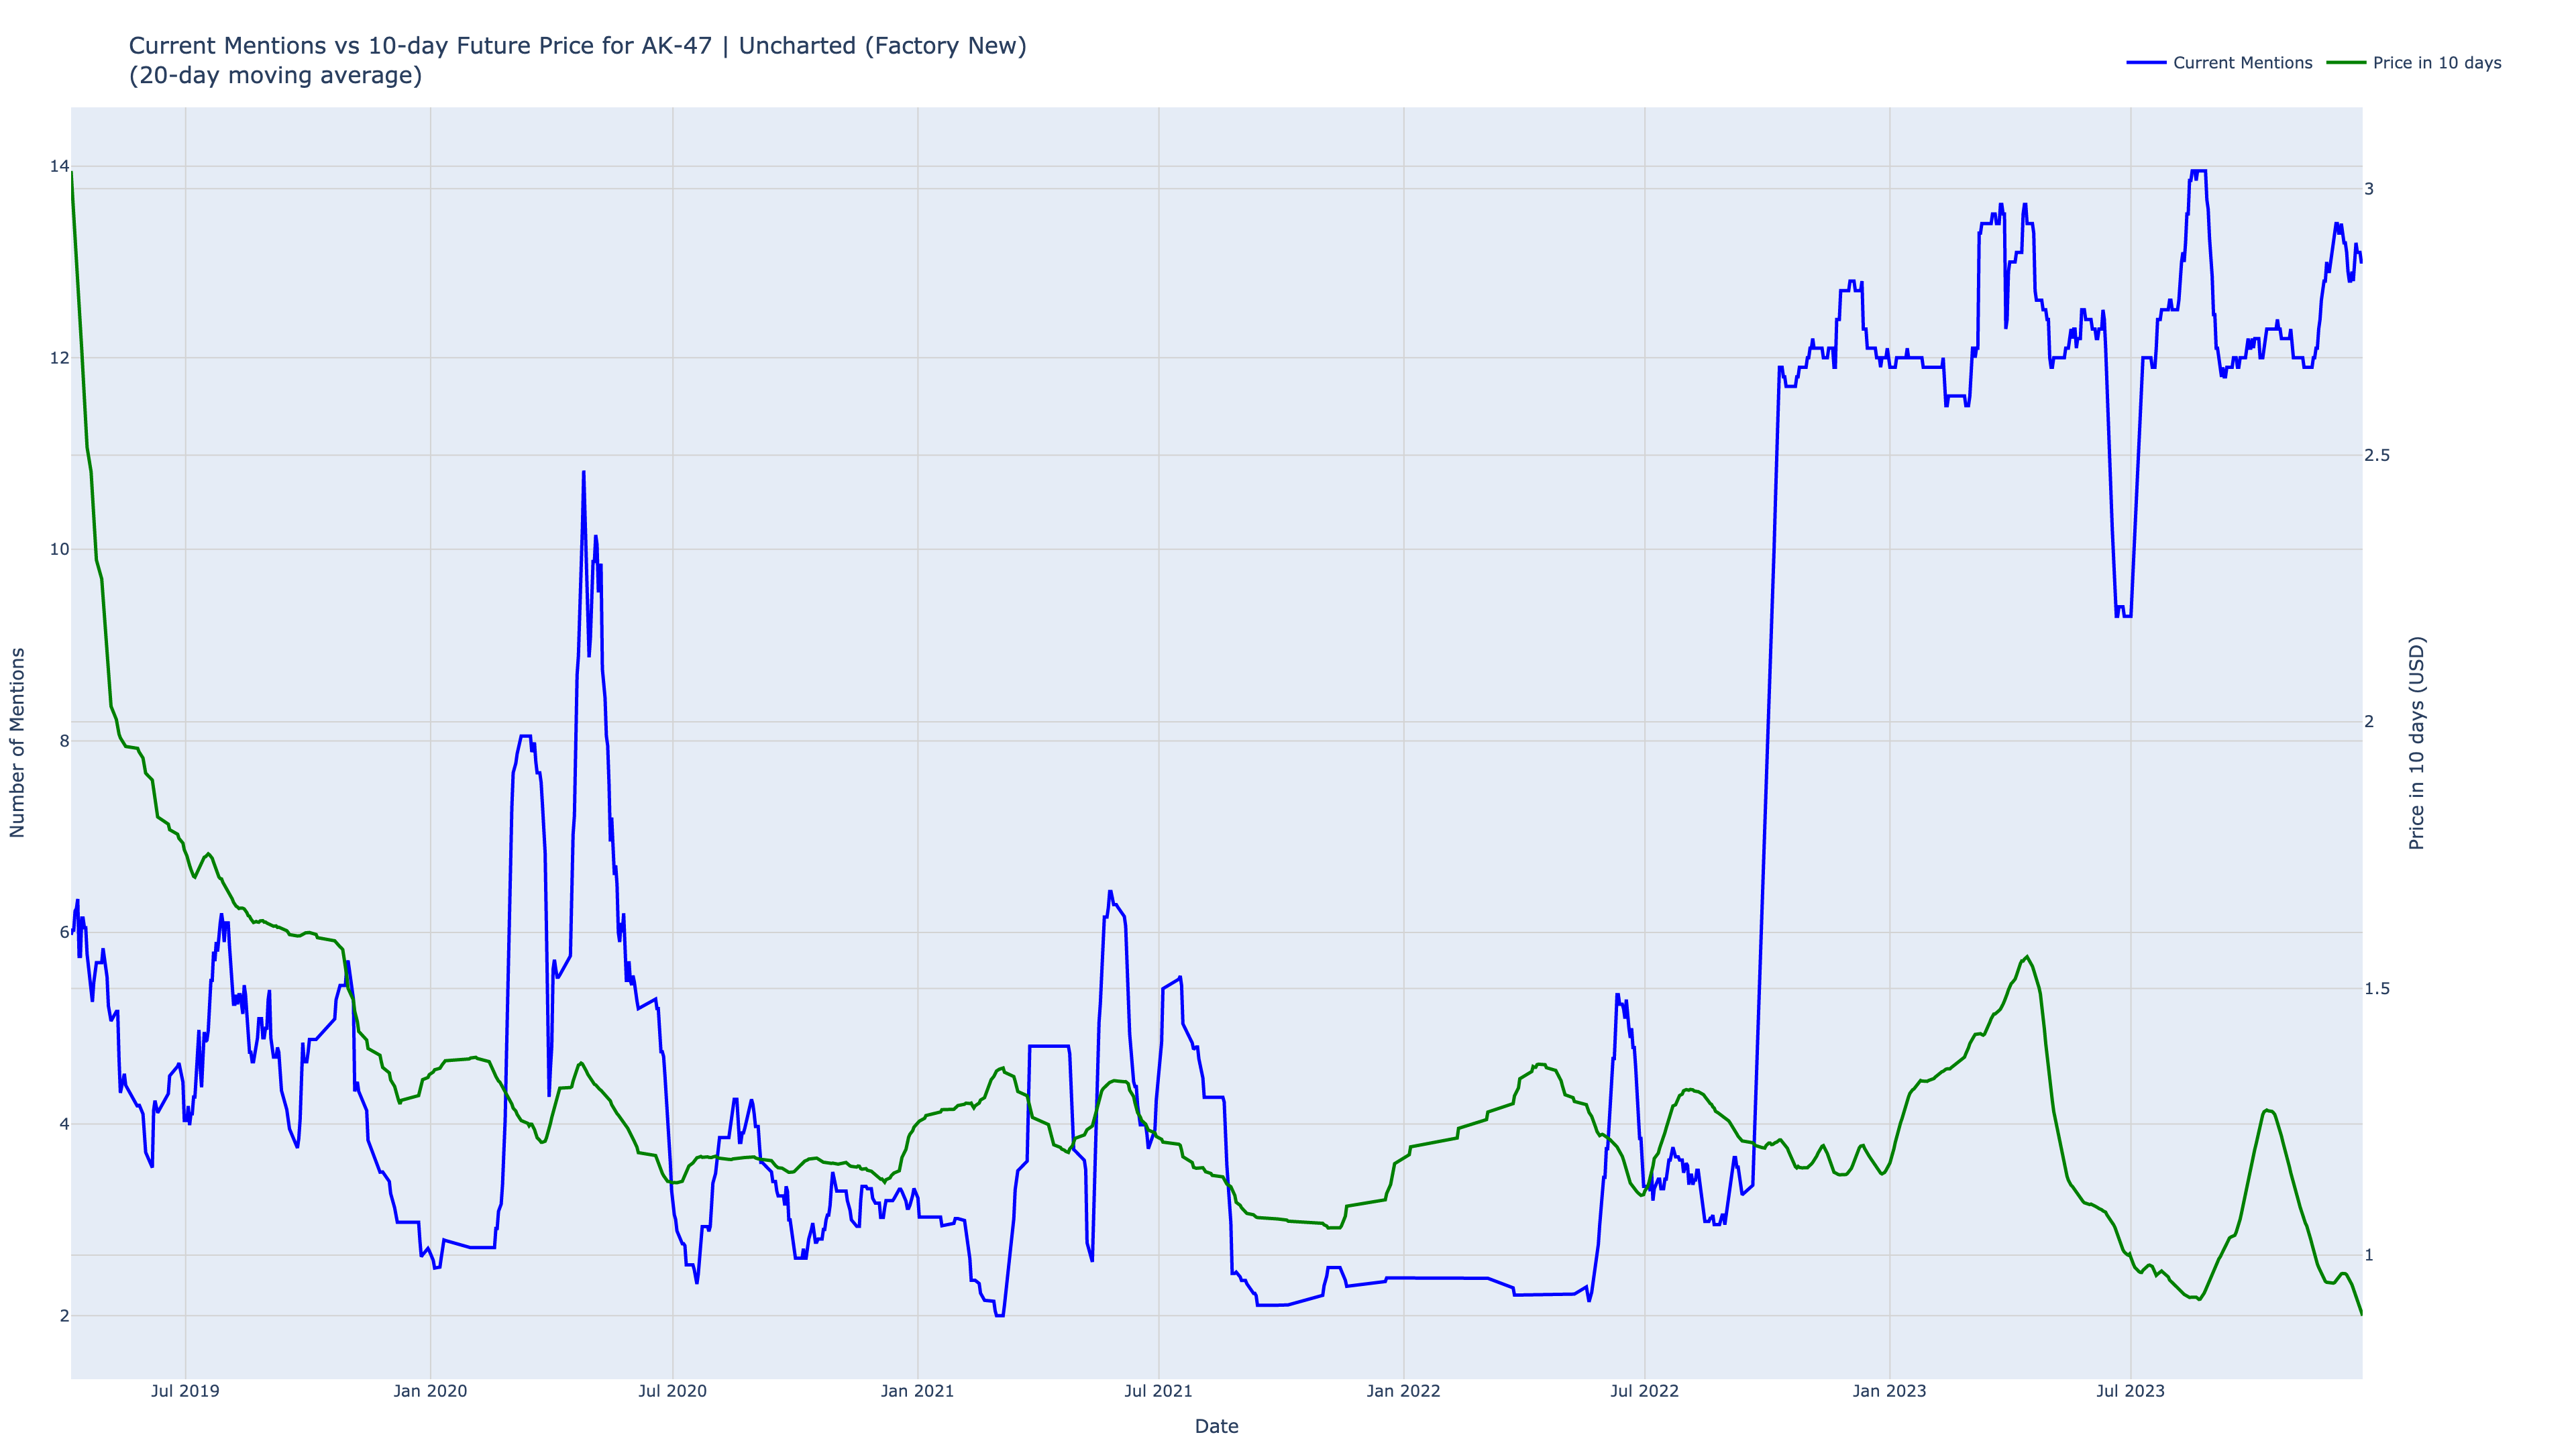 Current Mentions vs 10-day Future Price for AK-47 | Uncharted (Factory New)
(20-day moving average)
Current Mentions
Price in 10 days
14
12
10
8
6
4
2
Number of Mentions
3
2.5
2
1.5
1
Price in 10 days (USD)
Jul 2019
Jan 2020
Jul 2020
Jan 2021
Jul 2021
Jan 2022
Jul 2022
Jan 2023
Jul 2023
Date